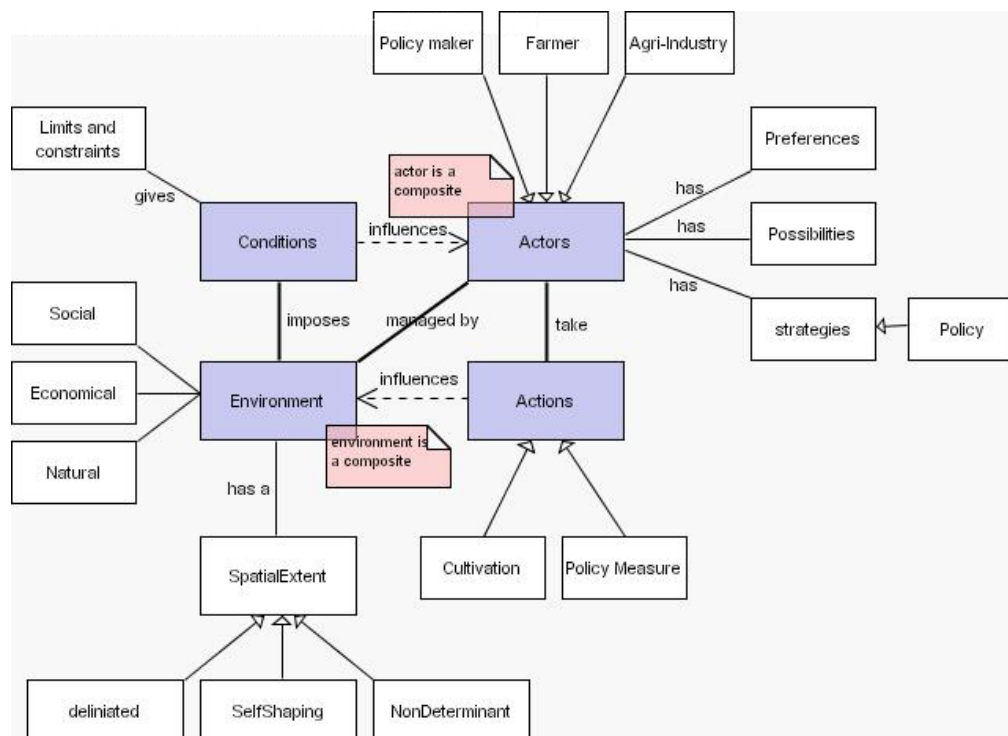 Policy maker
Farmer
Agri-Industry
Limits and
constraints
Preferences
actor is a
composite
gives
has
Conditions
influences
Actors
has
Possibilities
has
Social
imposes
managed by
take
strategies
Policy
Economical
Environment
influences
Actions
environment is
a composite
Natural
has a
SpatialExtent
Cultivation
Policy Measure
deliniated
SelfShaping
NonDeterminant